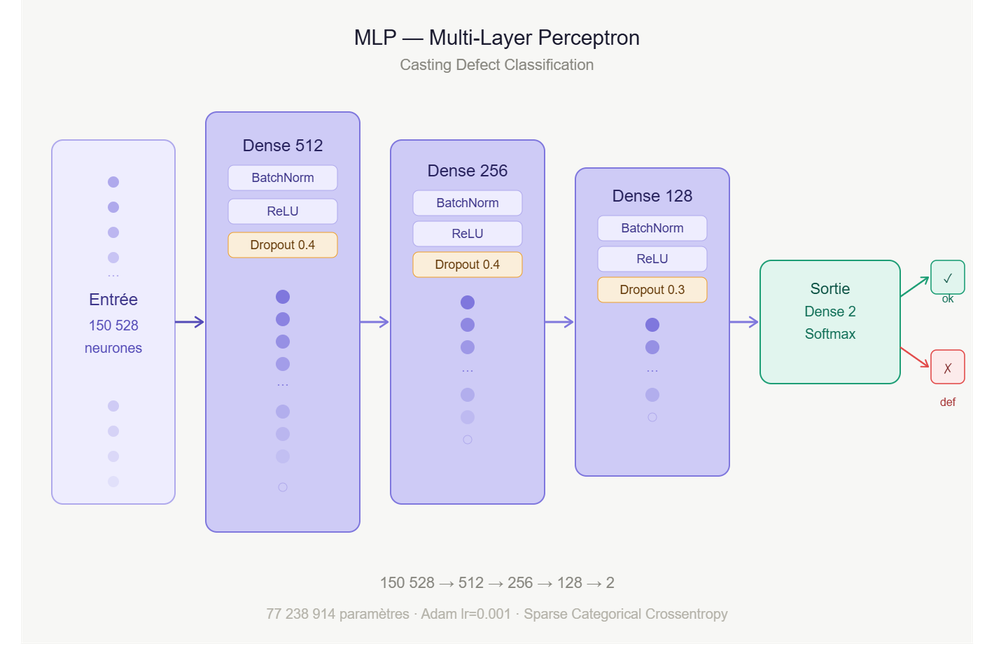 MLP — Multi-Layer Perceptron
Casting Defect Classification
...
Entrée
150 528
neurones
Dense 512
BatchNorm
ReLU
Dropout 0.4
...
Dense 256
BatchNorm
ReLU
Dropout 0.4
...
Dense 128
BatchNorm
ReLU
Dropout 0.3
...
Sortie
Dense 2
Softmax
✓
ok
✗
def
150 528 → 512 → 256 → 128 → 2
77 238 914 paramètres · Adam lr=0.001 · Sparse Categorical Crossentropy